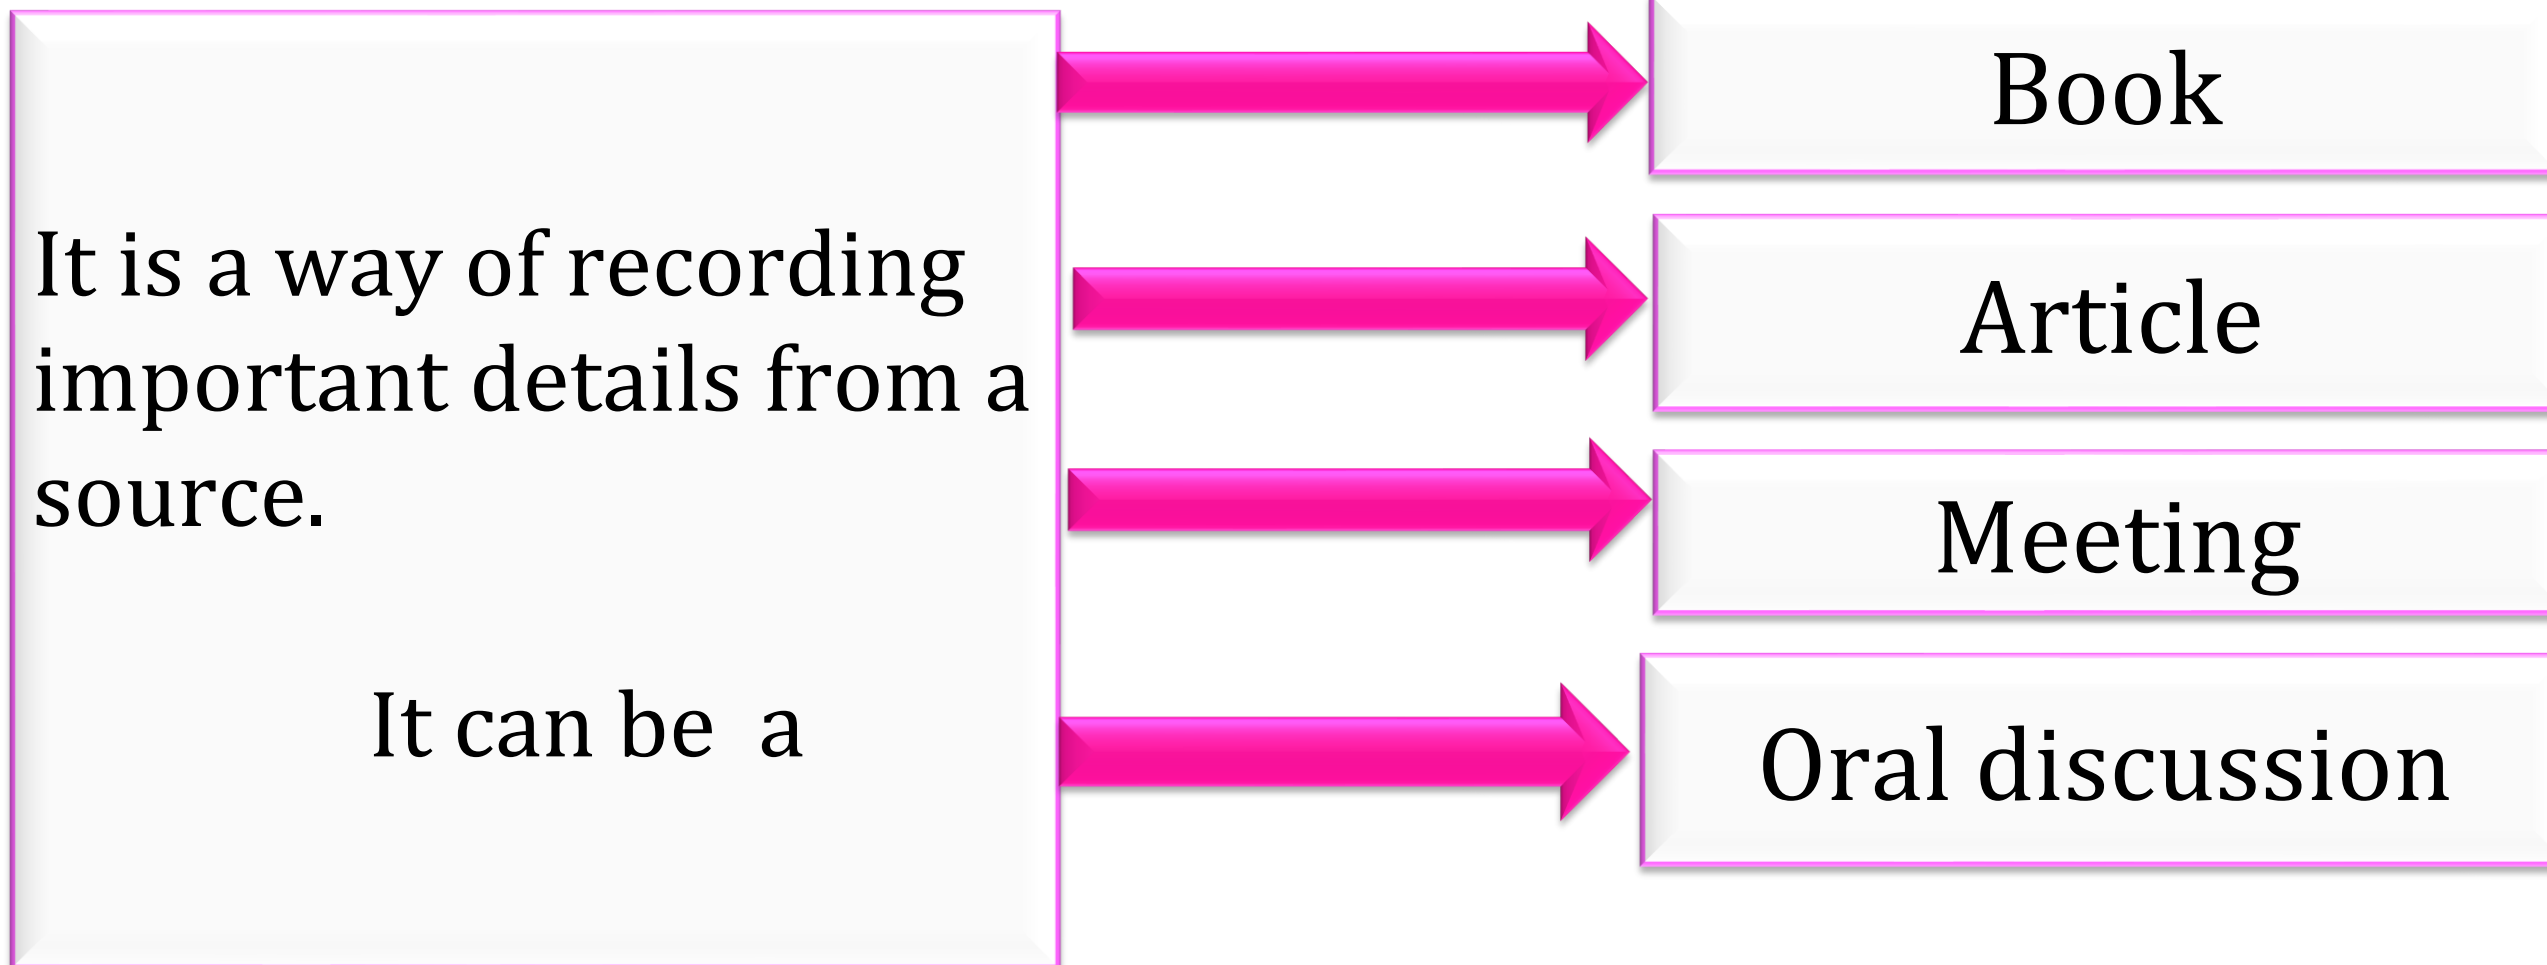 It is a way of recording
important details from a
source.
It can be  a
Book
Article
Meeting
Oral discussion